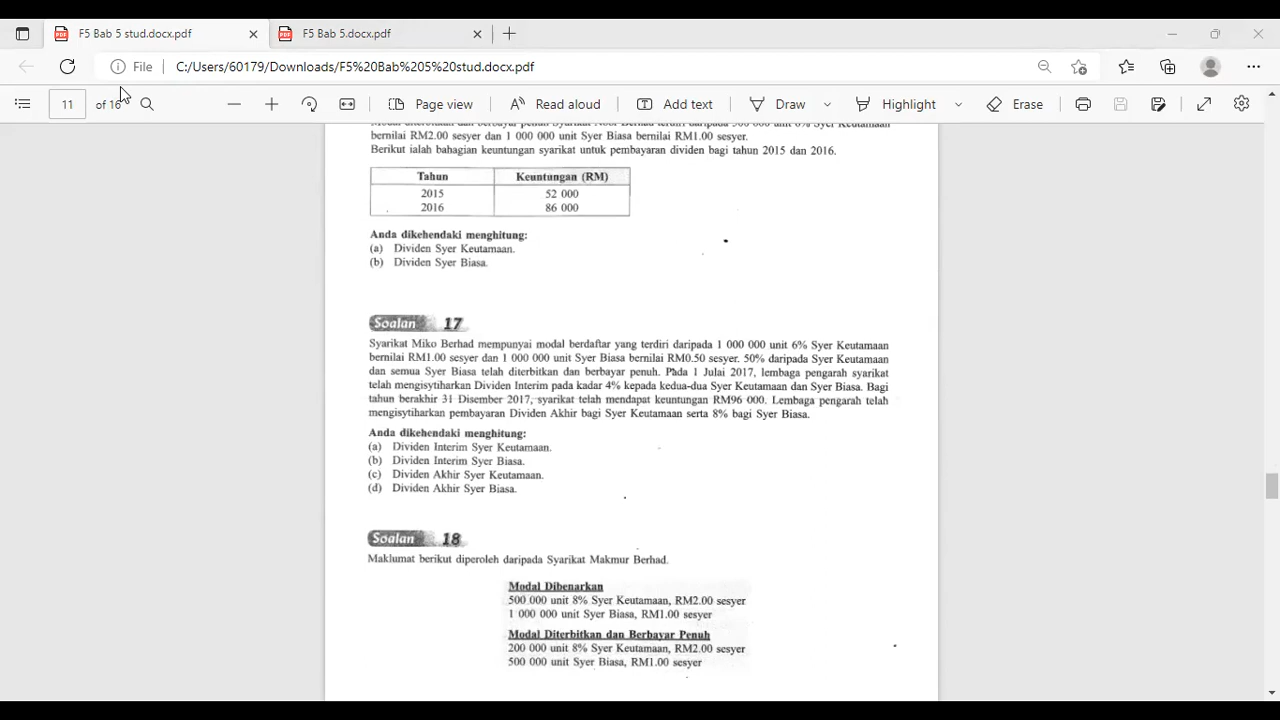 F5 Bab 5 stud.docx.pdf
F5 Bab 5.docx.pdf
File
C:/Users/60179/Downloads/F5%20Bab%205%20stud.docx.pdf
11 of 16
Page view
Read aloud
Add text
Draw
Highlight
Erase
bernilai RM2.00 sesyer dan 1 000 000 unit Syer Biasa bernilai RM1.00 sesyer.
Berikut ialah bahagian keuntungan syarikat untuk pembayaran dividen bagi tahun 2015 dan 2016.
Tahun Keuntungan (RM)
2015 52 000
2016 86 000
Anda dikehendaki menghitung:
(a) Dividen Syer Keutamaan.
(b) Dividen Syer Biasa.
Soalan 17
Syarikat Miko Berhad mempunyai modal berdaftar yang terdiri daripada 1 000 000 unit 6% Syer Keutamaan
bernilai RM1.00 sesyer dan 1 000 000 unit Syer Biasa bernilai RM0.50 sesyer. 50% daripada Syer Keutamaan
dan semua Syer Biasa telah diterbitkan dan berbayar penuh. Pada 1 Julai 2017, lembaga pengarah syarikat
telah mengisytiharkan Dividen Interim pada kadar 4% kepada kedua-dua Syer Keutamaan dan Syer Biasa. Bagi
tahun berakhir 31 Disember 2017, syarikat telah mendapat keuntungan RM96 000. Lembaga pengarah telah
mengisytiharkan pembayaran Dividen Akhir bagi Syer Keutamaan serta 8% bagi Syer Biasa.
Anda dikehendaki menghitung:
(a) Dividen Interim Syer Keutamaan.
(b) Dividen Interim Syer Biasa.
(c) Dividen Akhir Syer Keutamaan.
(d) Dividen Akhir Syer Biasa.
Soalan 18
Maklumat berikut diperoleh daripada Syarikat Makmur Berhad.
Modal Dibenarkan
500 000 unit 8% Syer Keutamaan, RM2.00 sesyer
1 000 000 unit Syer Biasa, RM1.00 sesyer
Modal Diterbitkan dan Berbayar Penuh
200 000 unit 8% Syer Keutamaan, RM2.00 sesyer
500 000 unit Syer Biasa, RM1.00 sesyer